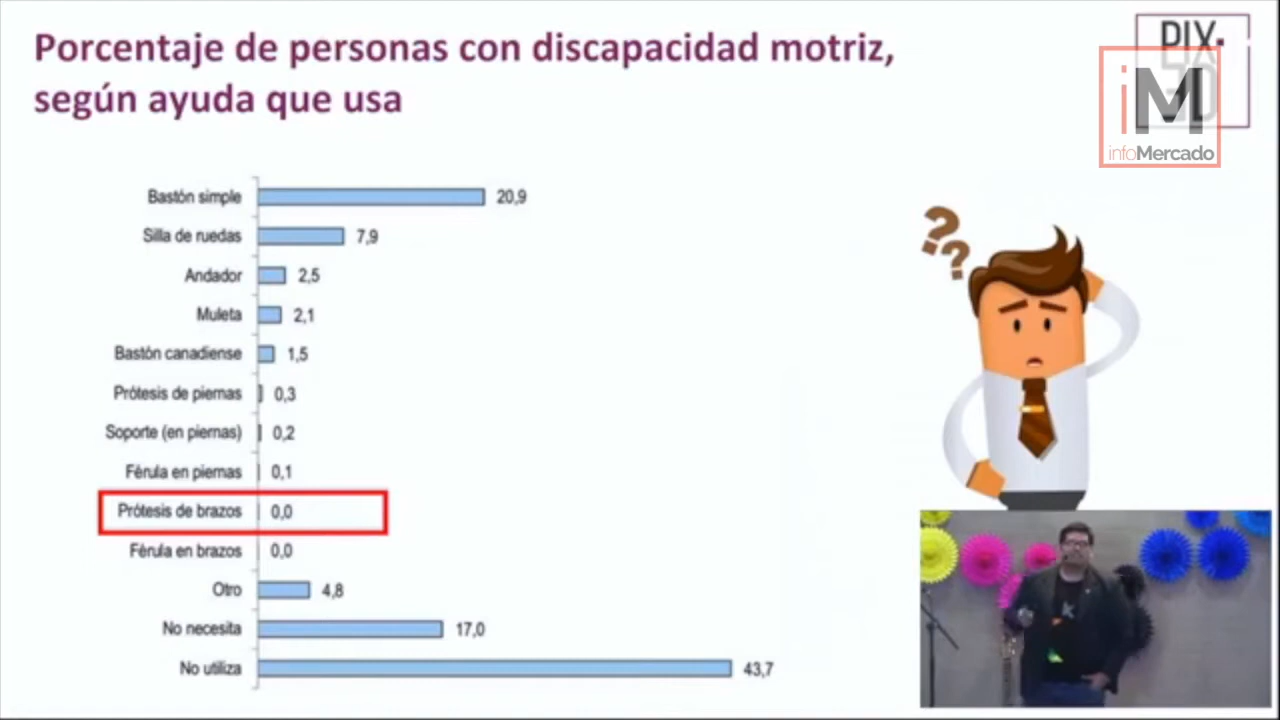 Porcentaje de personas con discapacidad motriz,
según ayuda que usa
PIX
iM
infoMercado
Bastón simple 20,9
Silla de ruedas 7,9
Andador 2,5
Muleta 2,1
Bastón canadiense 1,5
Prótesis de piernas 0,3
Soporte (en piernas) 0,2
Férula en piernas 0,1
Prótesis de brazos 0,0
Férula en brazos 0,0
Otro 4,8
No necesita 17,0
No utiliza 43,7
??